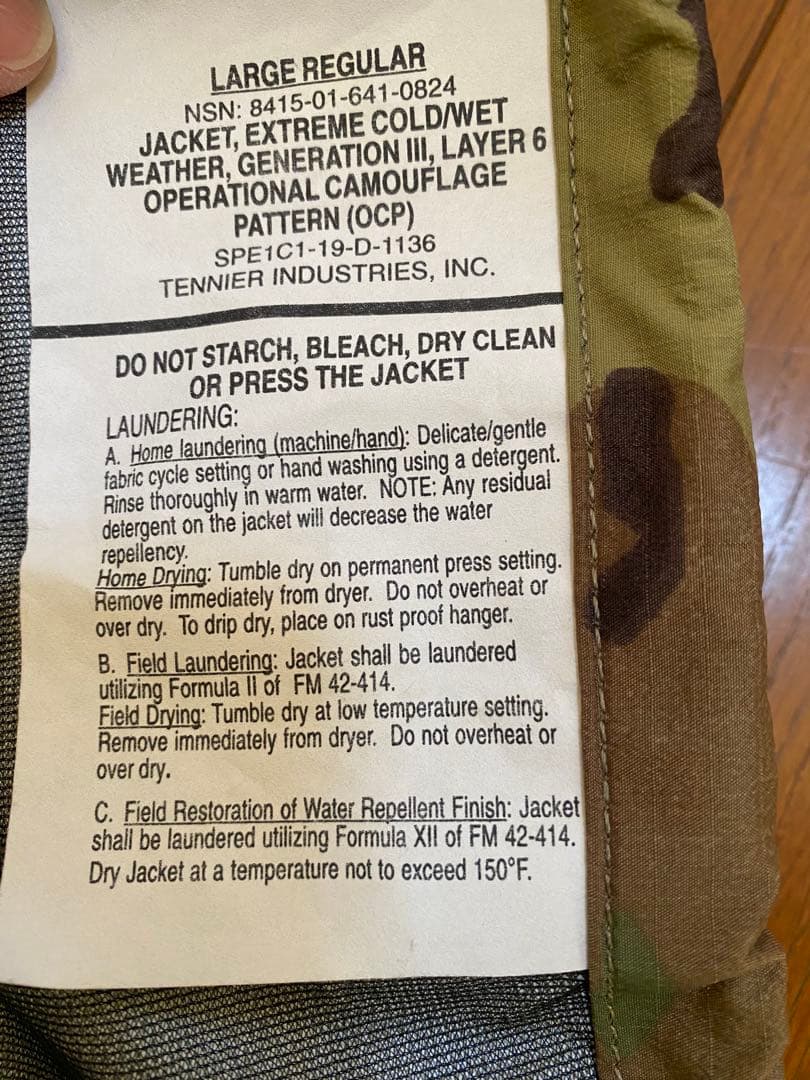 LARGE REGULAR
NSN: 8415-01-641-0824
JACKET, EXTREME COLD/WET
WEATHER, GENERATION III, LAYER 6
OPERATIONAL CAMOUFLAGE
PATTERN (OCP)
SPE1C1-19-D-1136
TENNIER INDUSTRIES, INC.
DO NOT STARCH, BLEACH, DRY CLEAN
OR PRESS THE JACKET
LAUNDERING:
A. Home laundering (machine/hand): Delicate/gentle
fabric cycle setting or hand washing using a detergent.
Rinse thoroughly in warm water. NOTE: Any residual
detergent on the jacket will decrease the water
repellency.
Home Drying: Tumble dry on permanent press setting.
Remove immediately from dryer. Do not overheat or
over dry. To drip dry, place on rust proof hanger.
B. Field Laundering: Jacket shall be laundered
utilizing Formula II of FM 42-414.
Field Drying: Tumble dry at low temperature setting.
Remove immediately from dryer. Do not overheat or
over dry.
C. Field Restoration of Water Repellent Finish: Jacket
shall be laundered utilizing Formula XII of FM 42-414.
Dry Jacket at a temperature not to exceed 150°F.